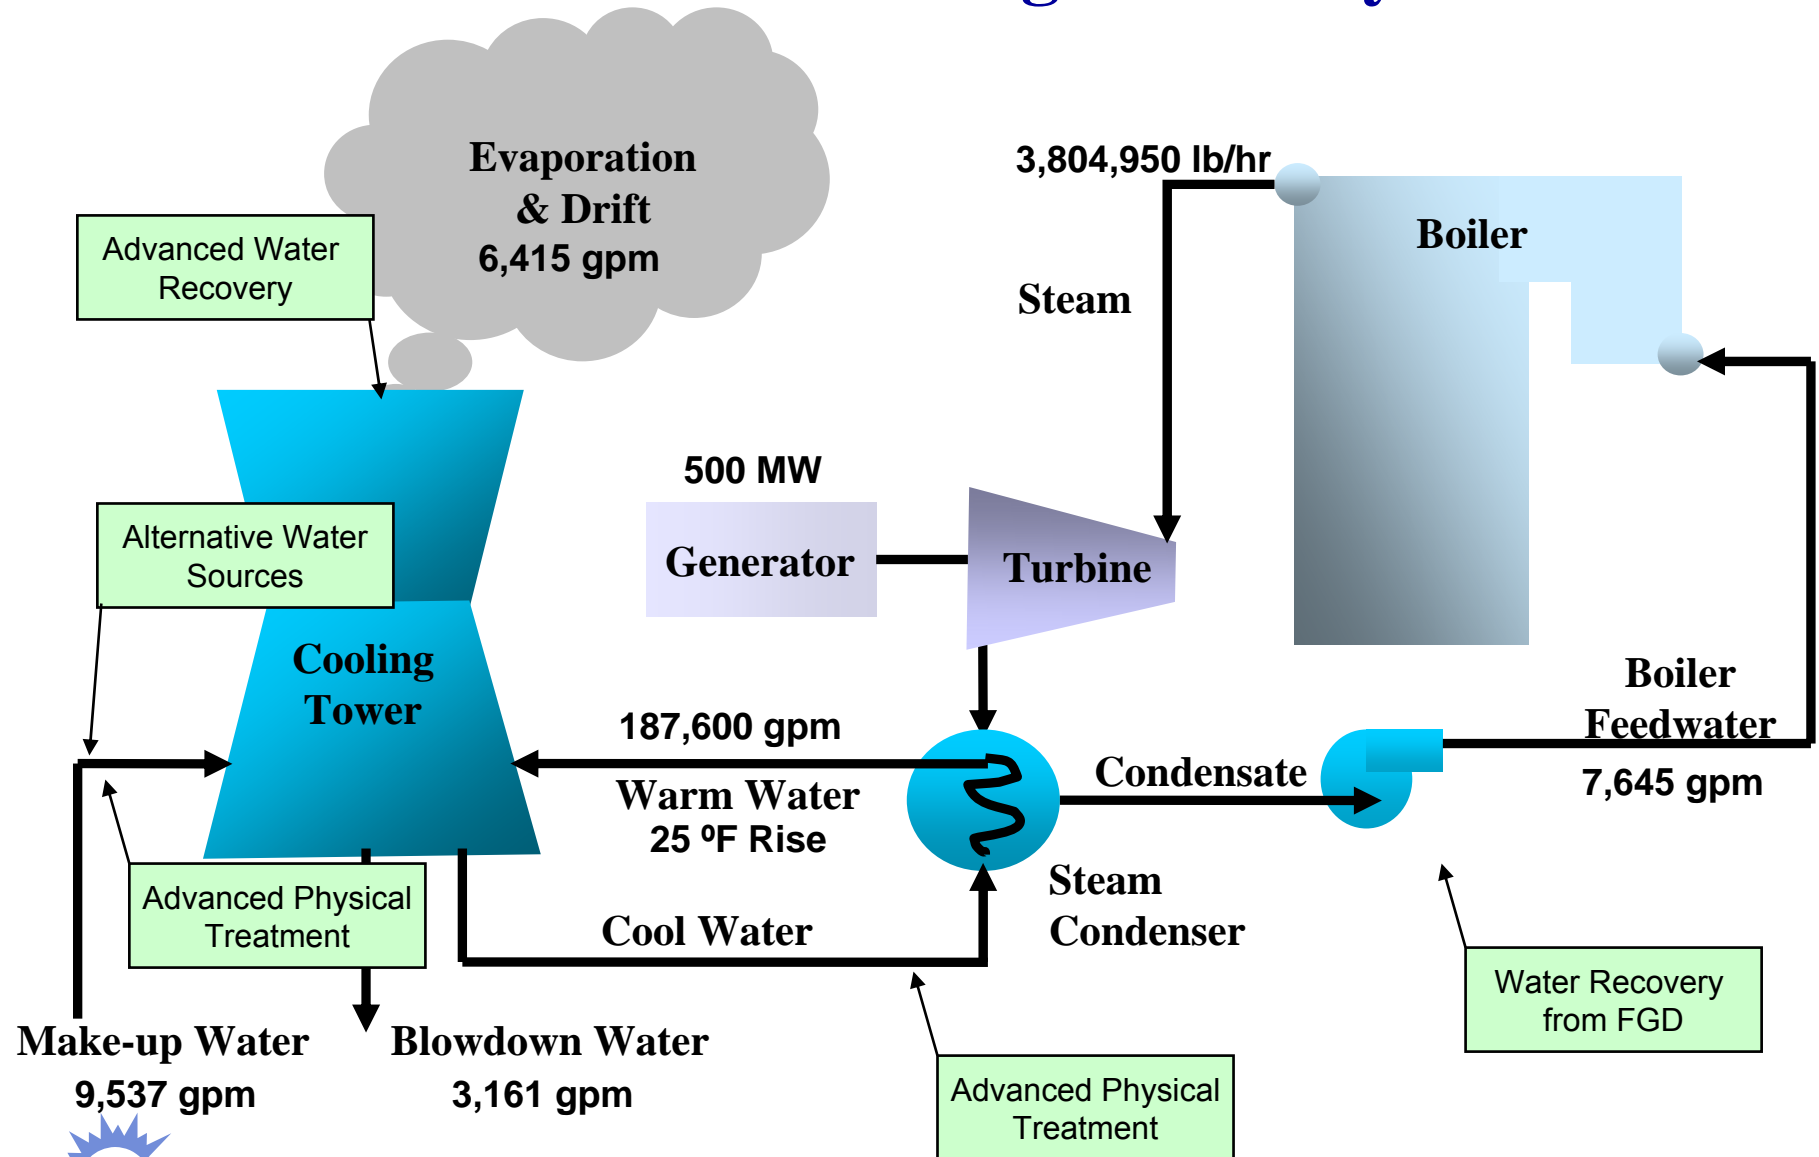 Evaporation
& Drift
6,415 gpm
3,804,950 lb/hr
Boiler
Advanced Water
Recovery
Steam
500 MW
Generator
Turbine
Alternative Water
Sources
Cooling
Tower
187,600 gpm
Warm Water
25 ºF Rise
Condensate
Boiler
Feedwater
7,645 gpm
Advanced Physical
Treatment
Cool Water
Steam
Condenser
Water Recovery
from FGD
Make-up Water
9,537 gpm
Blowdown Water
3,161 gpm
Advanced Physical
Treatment